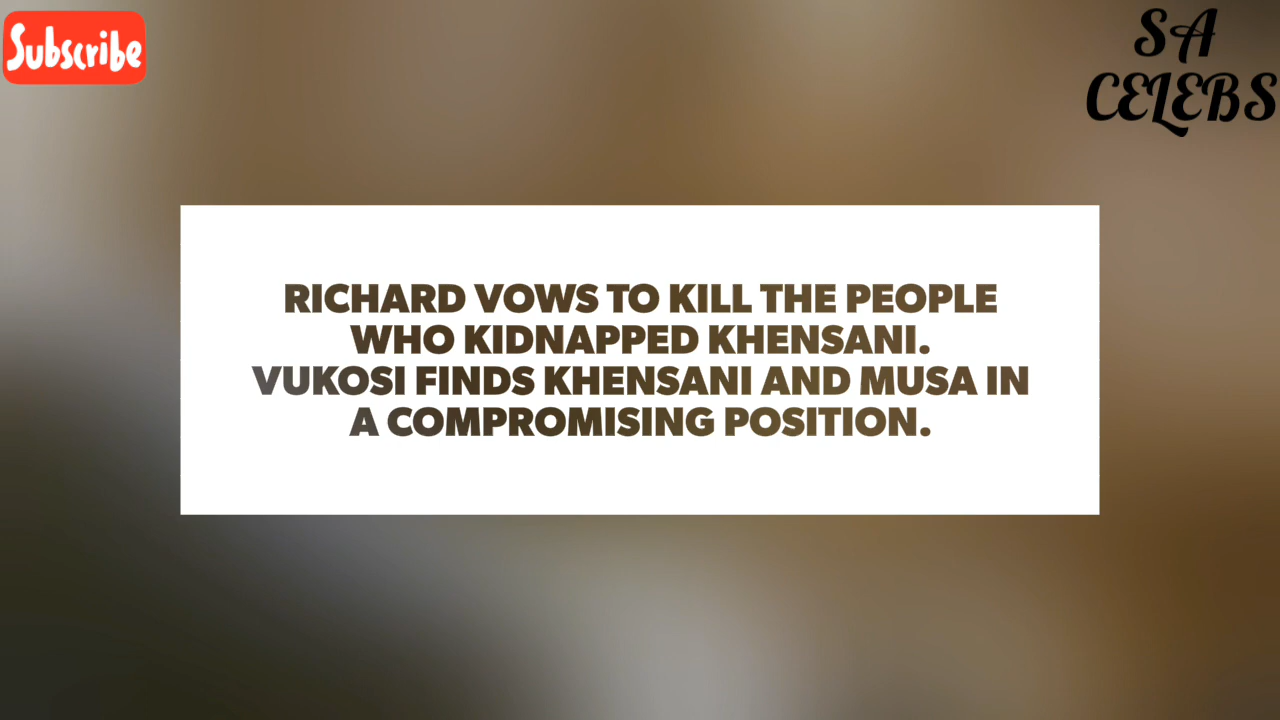 Subscribe
SA
CELEBS
RICHARD VOWS TO KILL THE PEOPLE
WHO KIDNAPPED KHENSANI.
VUKOSI FINDS KHENSANI AND MUSA IN
A COMPROMISING POSITION.